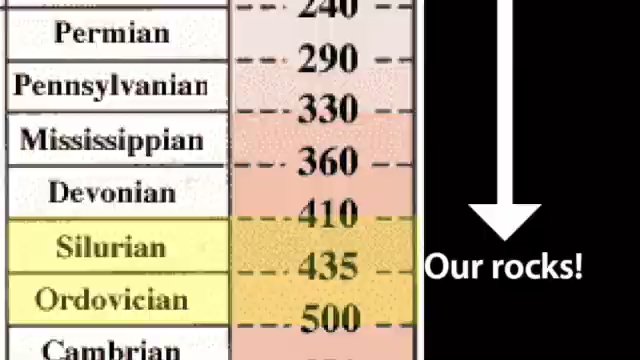 240
Permian
290
Pennsylvanian
330
Mississippian
360
Devonian
410
Silurian
435
Our rocks!
Ordovician
500
Cambrian